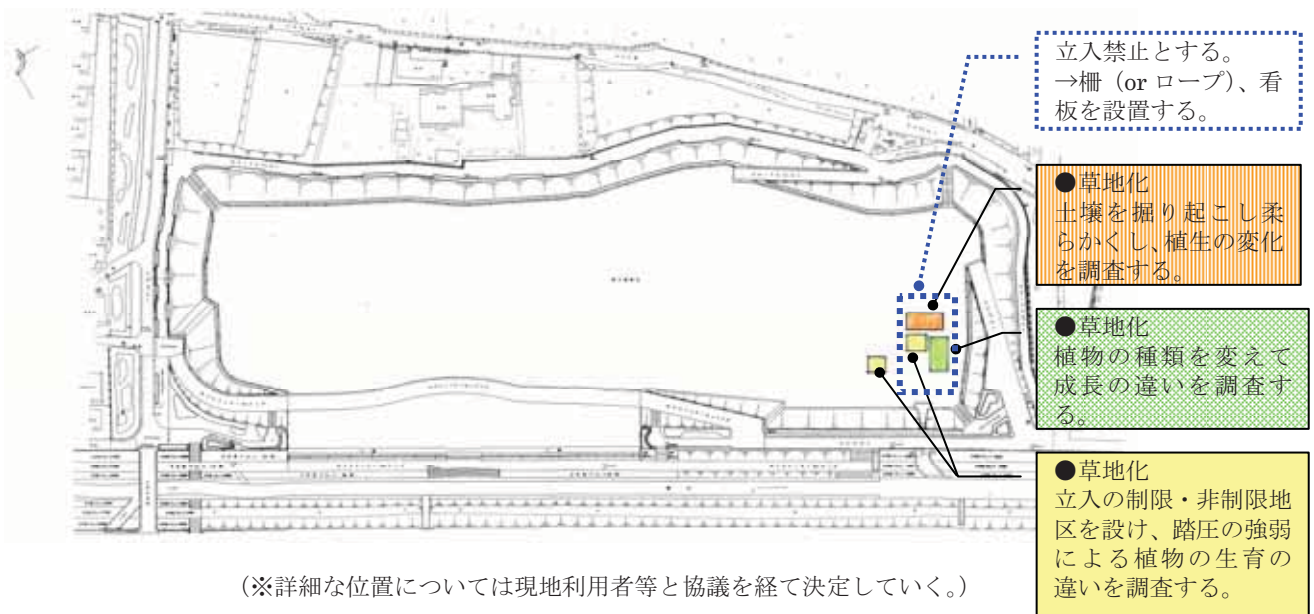 立入禁止とする。
→柵（or ロープ）、看
板を設置する。
●草地化
土壌を掘り起こし柔
らかくし、植生の変化
を調査する。
●草地化
植物の種類を変えて
成長の違いを調査す
る。
●草地化
立入の制限・非制限地
区を設け、踏圧の強弱
による植物の生育の
違いを調査する。
（※詳細な位置については現地利用者等と協議を経て決定していく。）